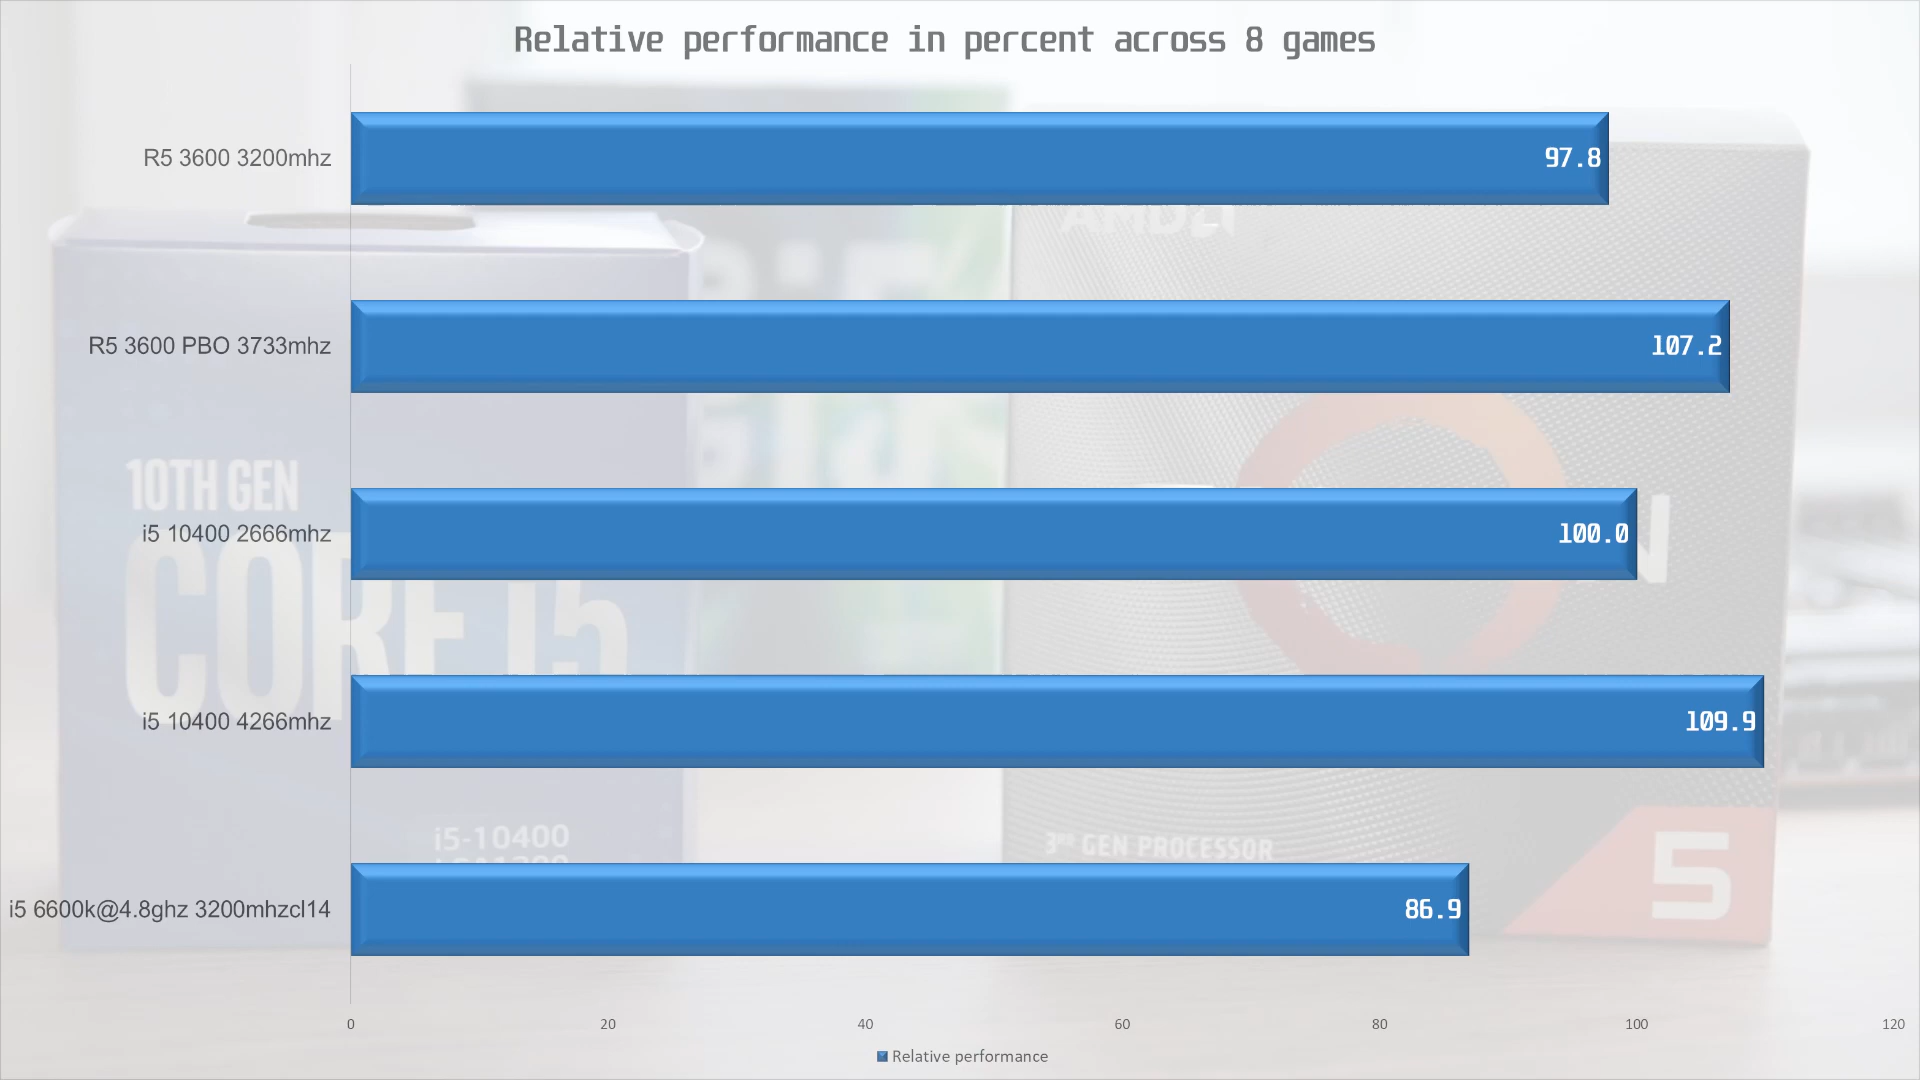 Relative performance in percent across 8 games
R5 3600 3200mhz
97.8
R5 3600 PBO 3733mhz
107.2
i5 10400 2666mhz
100.0
i5 10400 4266mhz
109.9
i5 6600k@4.8ghz 3200mhzcl14
86.9
0 20 40 60 80 100 120
Relative performance
AMD
10TH GEN
CORE i5
i5-10400
3RD GEN PROCESSOR
5